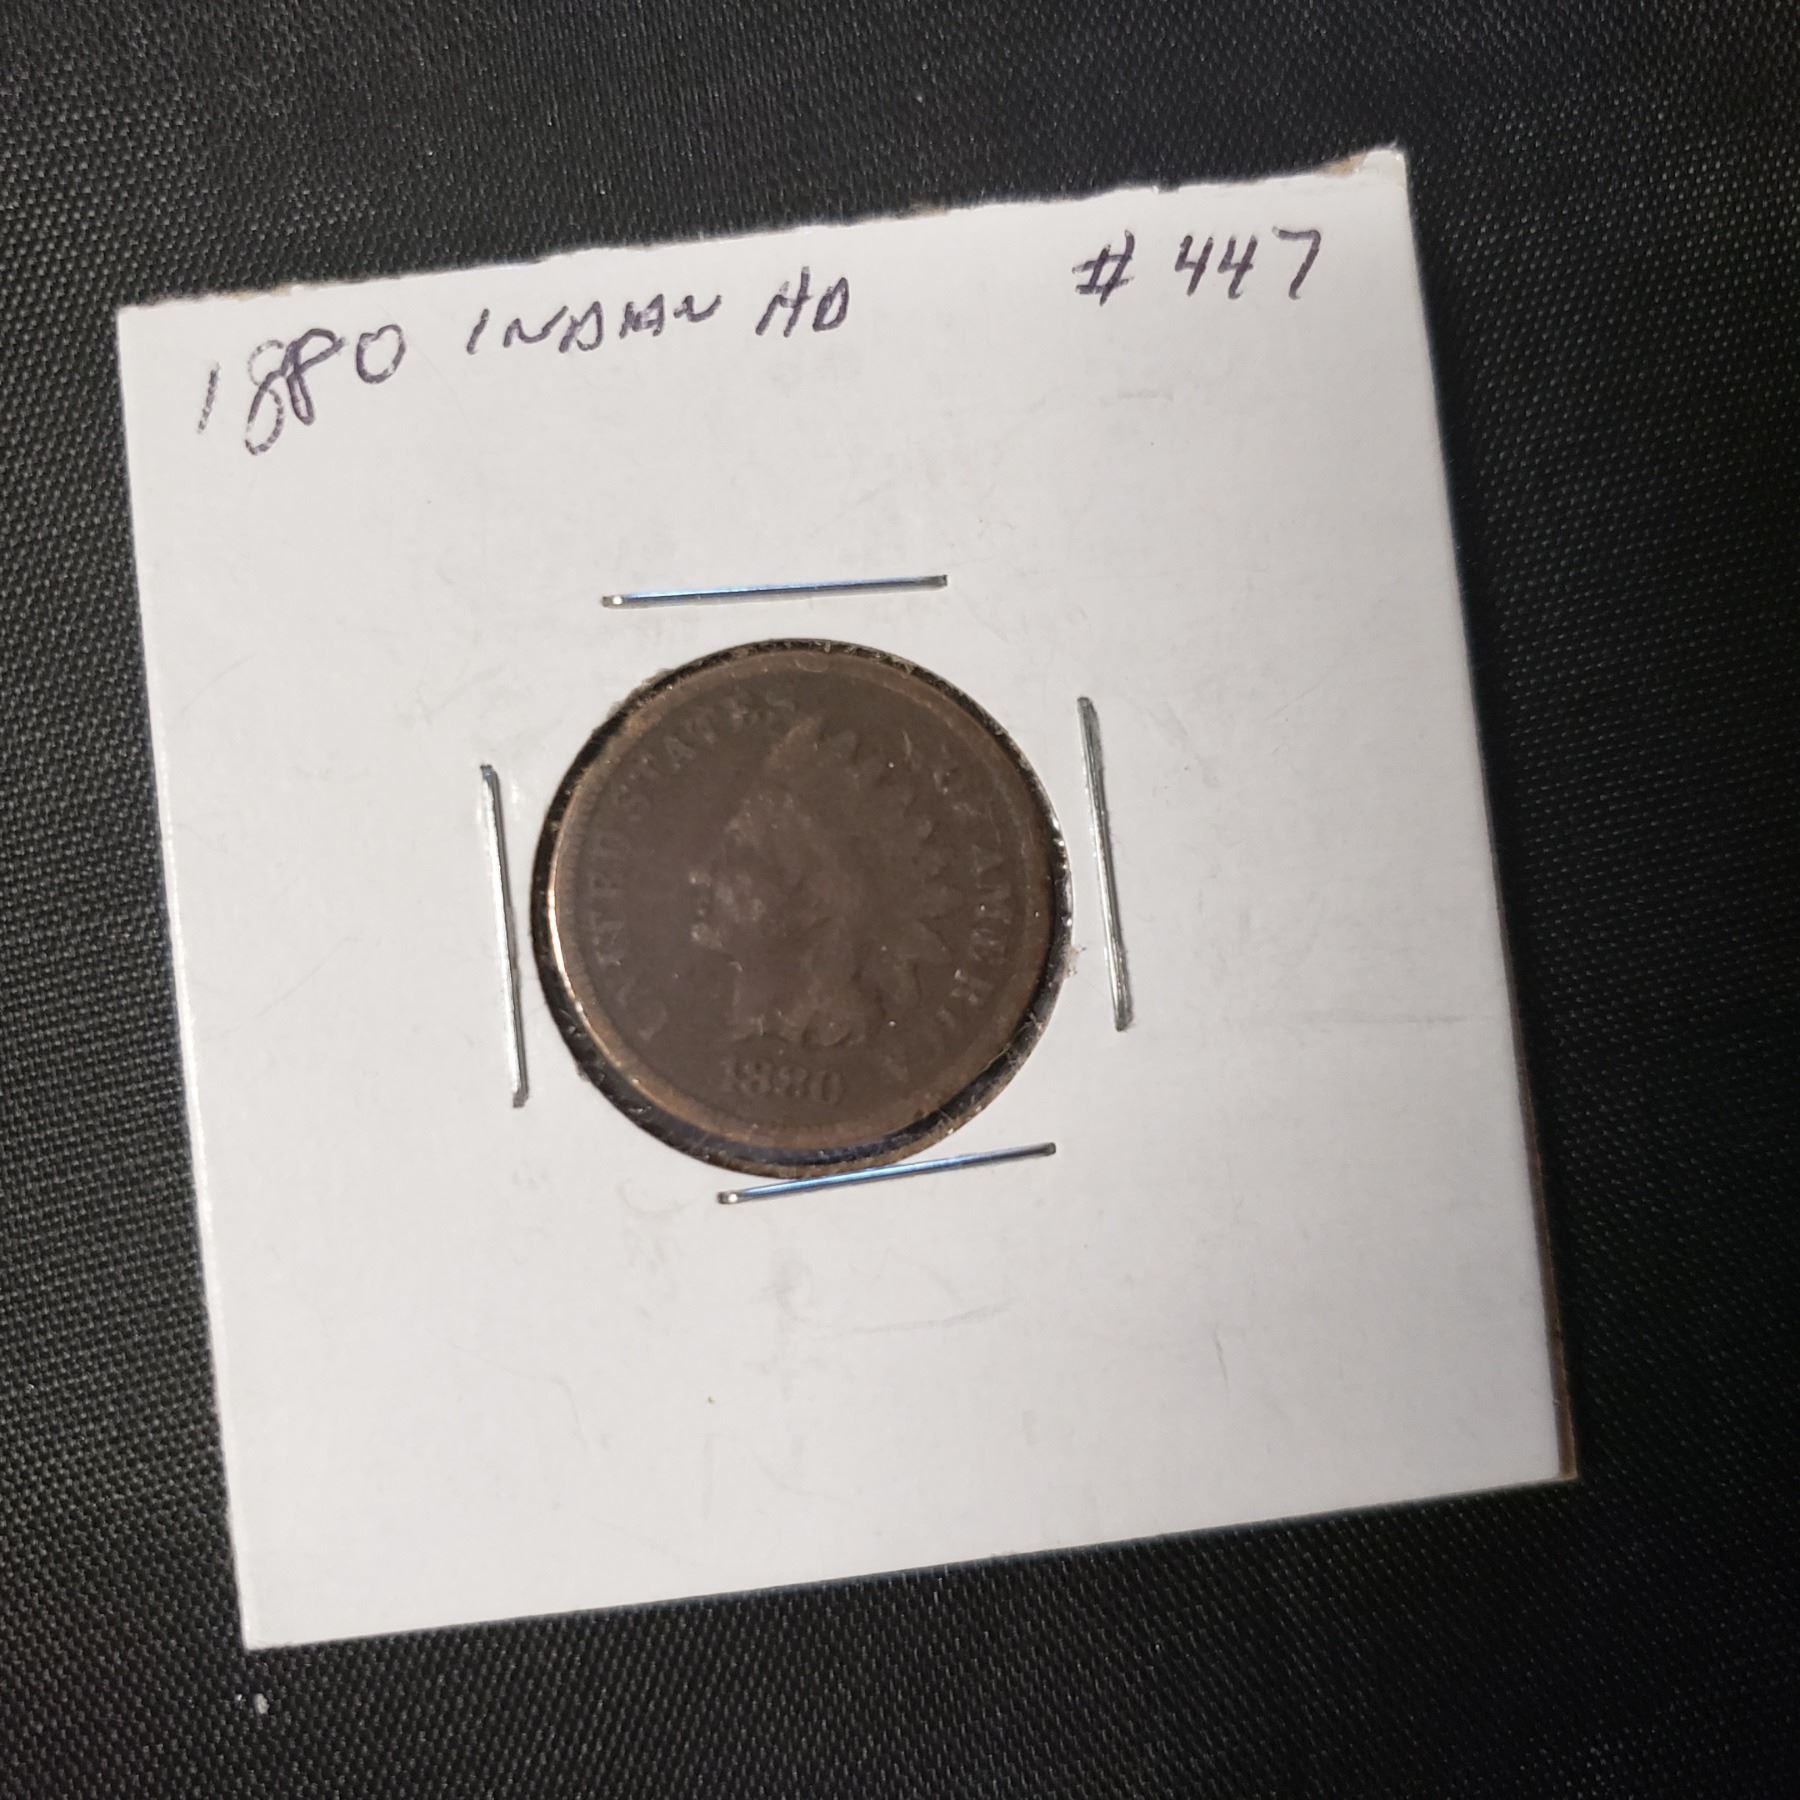 1880 INDIAN HD # 447
UNITED STATES OF AMERICA
1880